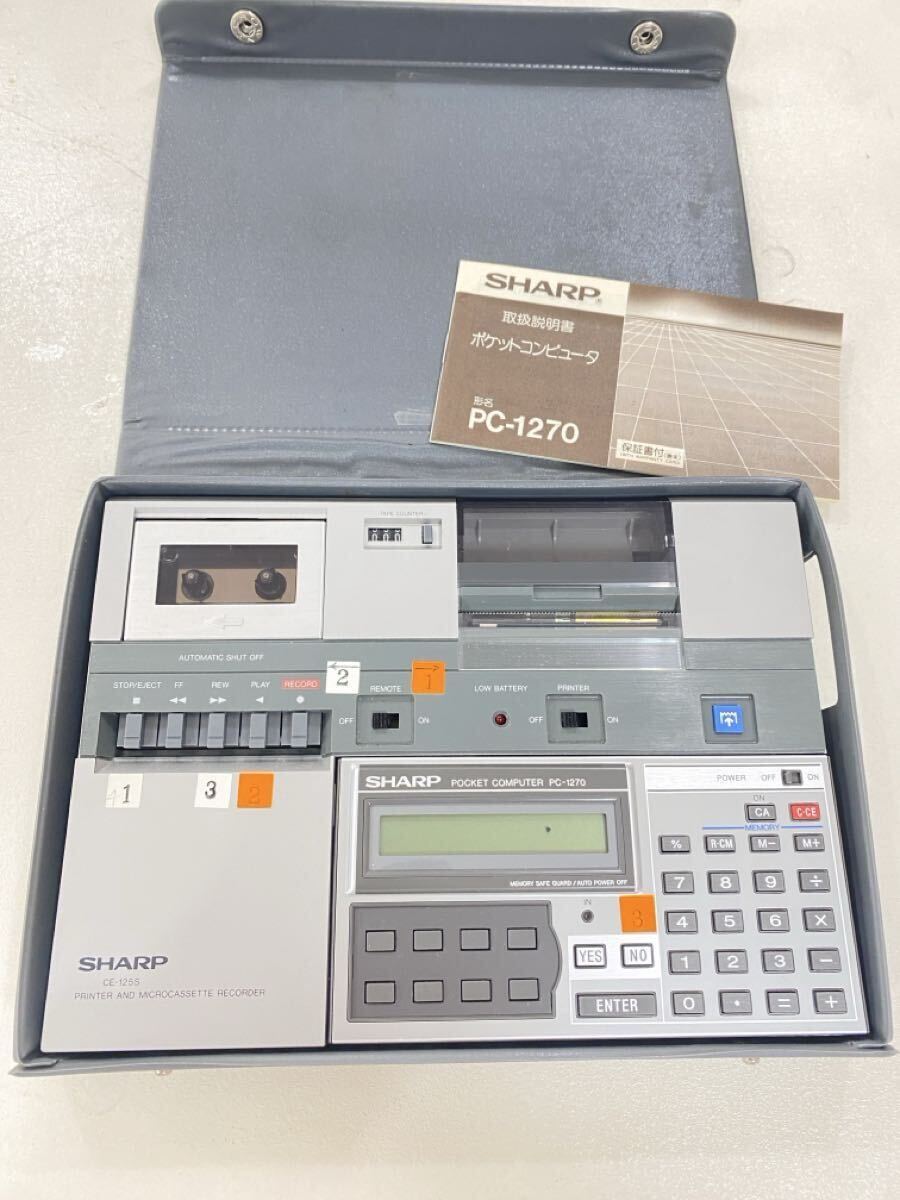 SHARP
取扱説明書
ポケットコンピュータ
形名
PC-1270
保証書付
WITH WARRANTY CARD
TAPE COUNTER
000
AUTOMATIC SHUT OFF
STOP/EJECT FF REW PLAY RECORD
2
1
REMOTE
OFF ON
LOW BATTERY
PRINTER
OFF ON
1
3
2
SHARP
CE-125S
PRINTER AND MICROCASSETTE RECORDER
SHARP POCKET COMPUTER PC-1270
MEMORY SAFE GUARD/AUTO POWER OFF
IN
3
YES NO
ENTER
POWER OFF ON
ON
CA C·CE
MEMORY
% R·CM M− M+
7 8 9 ÷
4 5 6 ×
1 2 3 −
0 • = +